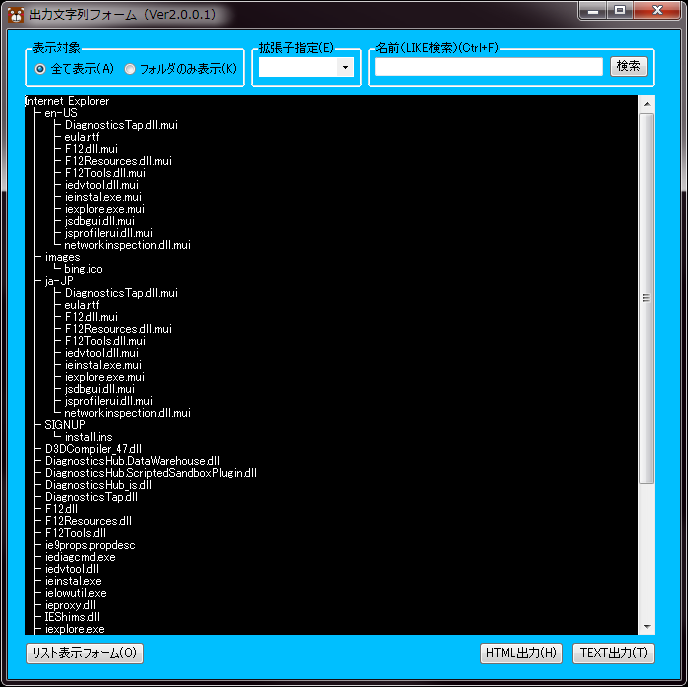 出力文字列フォーム (Ver2.0.0.1)
表示対象
全て表示(A) フォルダのみ表示(K)
拡張子指定(E)
名前(LIKE検索)(Ctrl+F)
検索
Internet Explorer
├ en-US
│ ├ DiagnosticsTap.dll.mui
│ ├ eula.rtf
│ ├ F12.dll.mui
│ ├ F12Resources.dll.mui
│ ├ F12Tools.dll.mui
│ ├ iedvtool.dll.mui
│ ├ ieinstal.exe.mui
│ ├ iexplore.exe.mui
│ ├ jsdbgui.dll.mui
│ ├ jsprofilerui.dll.mui
│ └ networkinspection.dll.mui
├ images
│ └ bing.ico
├ ja-JP
│ ├ DiagnosticsTap.dll.mui
│ ├ eula.rtf
│ ├ F12.dll.mui
│ ├ F12Resources.dll.mui
│ ├ F12Tools.dll.mui
│ ├ iedvtool.dll.mui
│ ├ ieinstal.exe.mui
│ ├ iexplore.exe.mui
│ ├ jsdbgui.dll.mui
│ ├ jsprofilerui.dll.mui
│ └ networkinspection.dll.mui
├ SIGNUP
│ └ install.ins
├ D3DCompiler_47.dll
├ DiagnosticsHub.DataWarehouse.dll
├ DiagnosticsHub.ScriptedSandboxPlugin.dll
├ DiagnosticsHub_is.dll
├ DiagnosticsTap.dll
├ F12.dll
├ F12Resources.dll
├ F12Tools.dll
├ ie9props.propdesc
├ iediagcmd.exe
├ iedvtool.dll
├ ieinstal.exe
├ ielowutil.exe
├ ieproxy.dll
├ IEShims.dll
├ iexplore.exe
リスト表示フォーム(O)
HTML出力(H)
TEXT出力(T)